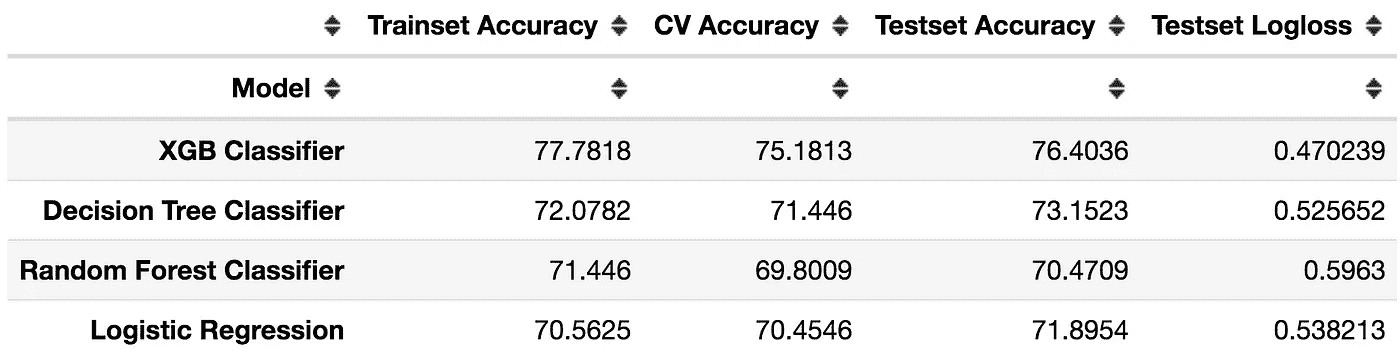 Trainset Accuracy CV Accuracy Testset Accuracy Testset Logloss
Model
XGB Classifier 77.7818 75.1813 76.4036 0.470239
Decision Tree Classifier 72.0782 71.446 73.1523 0.525652
Random Forest Classifier 71.446 69.8009 70.4709 0.5963
Logistic Regression 70.5625 70.4546 71.8954 0.538213